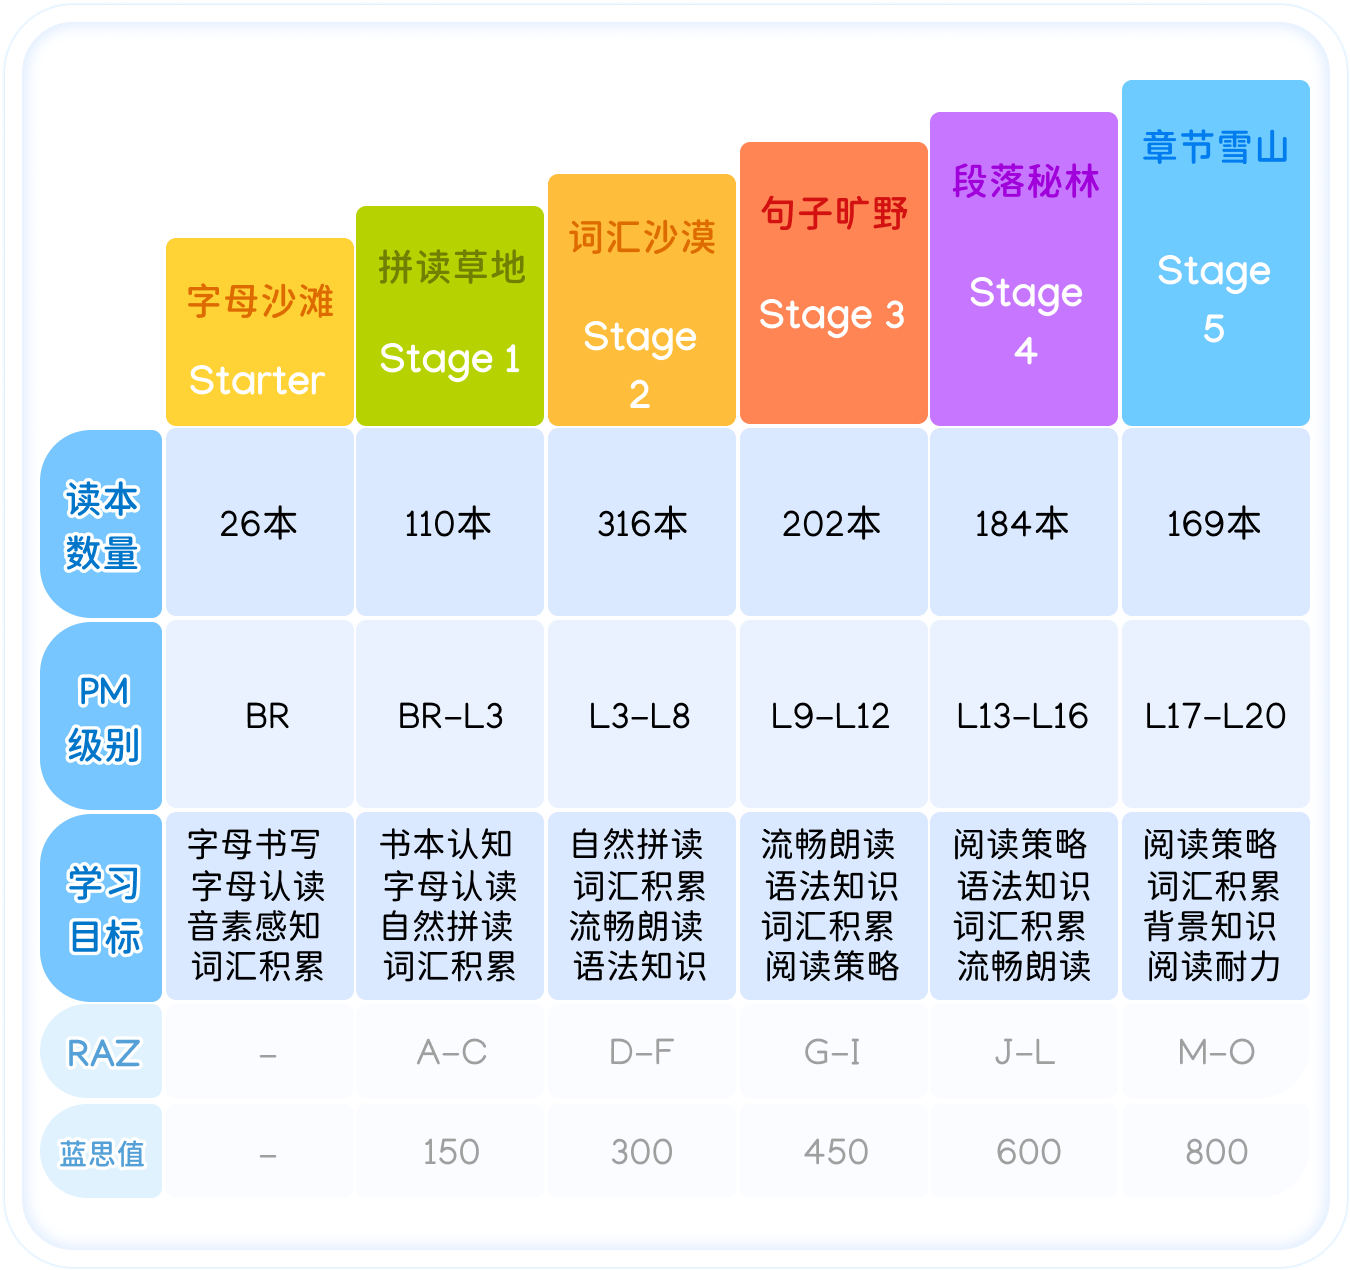 字母沙滩
Starter
拼读草地
Stage 1
词汇沙漠
Stage
2
句子旷野
Stage 3
段落秘林
Stage
4
章节雪山
Stage
5
读本
数量
26本
110本
316本
202本
184本
169本
PM
级别
BR
BR-L3
L3-L8
L9-L12
L13-L16
L17-L20
学习
目标
字母书写
字母认读
音素感知
词汇积累
书本认知
字母认读
自然拼读
词汇积累
自然拼读
词汇积累
流畅朗读
语法知识
流畅朗读
语法知识
词汇积累
阅读策略
阅读策略
语法知识
词汇积累
流畅朗读
阅读策略
词汇积累
背景知识
阅读耐力
RAZ
-
A-C
D-F
G-I
J-L
M-O
蓝思值
-
150
300
450
600
800